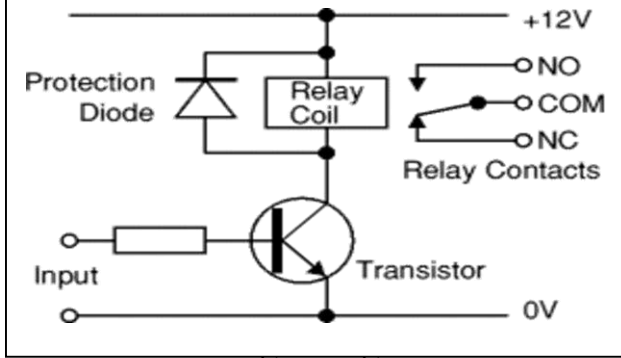 +12V
Protection
Diode
Relay
Coil
NO
COM
NC
Relay Contacts
Input
Transistor
0V